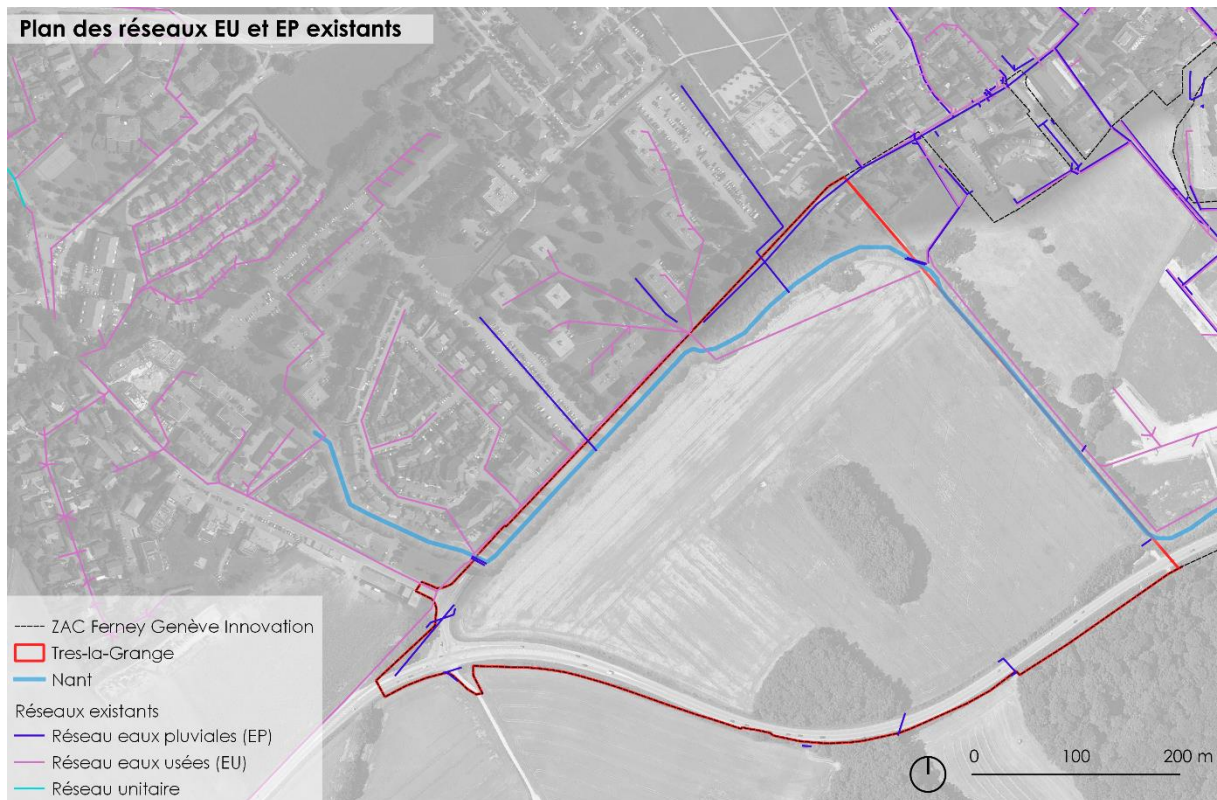 Plan des réseaux EU et EP existants
ZAC Ferney Genève Innovation
Tres-la-Grange
Nant
Réseaux existants
Réseau eaux pluviales (EP)
Réseau eaux usées (EU)
Réseau unitaire
0 100 200 m